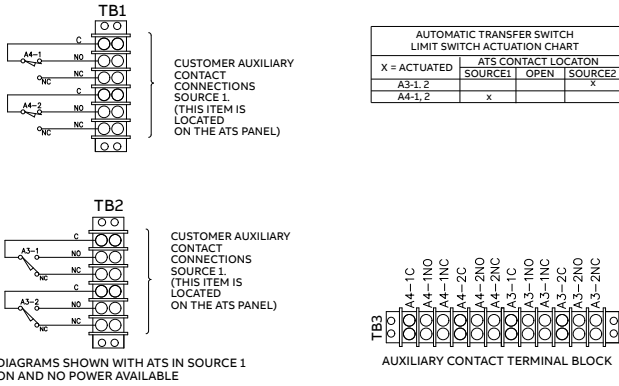 TB1
C
A4-1
NO
NC
NC
C
A4-2
NO
NC
NC
CUSTOMER AUXILIARY
CONTACT
CONNECTIONS
SOURCE 1.
(THIS ITEM IS
LOCATED
ON THE ATS PANEL)
AUTOMATIC TRANSFER SWITCH
LIMIT SWITCH ACTUATION CHART
X = ACTUATED
ATS CONTACT LOCATON
SOURCE1 OPEN SOURCE2
A3-1. 2 x
A4-1, 2 x
TB2
C
A3-1
NO
NC
NC
C
A3-2
NO
NC
NC
CUSTOMER AUXILIARY
CONTACT
CONNECTIONS
SOURCE 1.
(THIS ITEM IS
LOCATED
ON THE ATS PANEL)
DIAGRAMS SHOWN WITH ATS IN SOURCE 1
ON AND NO POWER AVAILABLE
TB3
A4-1C
A4-1NO
A4-1NC
A4-2C
A4-2NO
A4-2NC
A3-1C
A3-1NO
A3-1NC
A3-2C
A3-2NO
A3-2NC
AUXILIARY CONTACT TERMINAL BLOCK